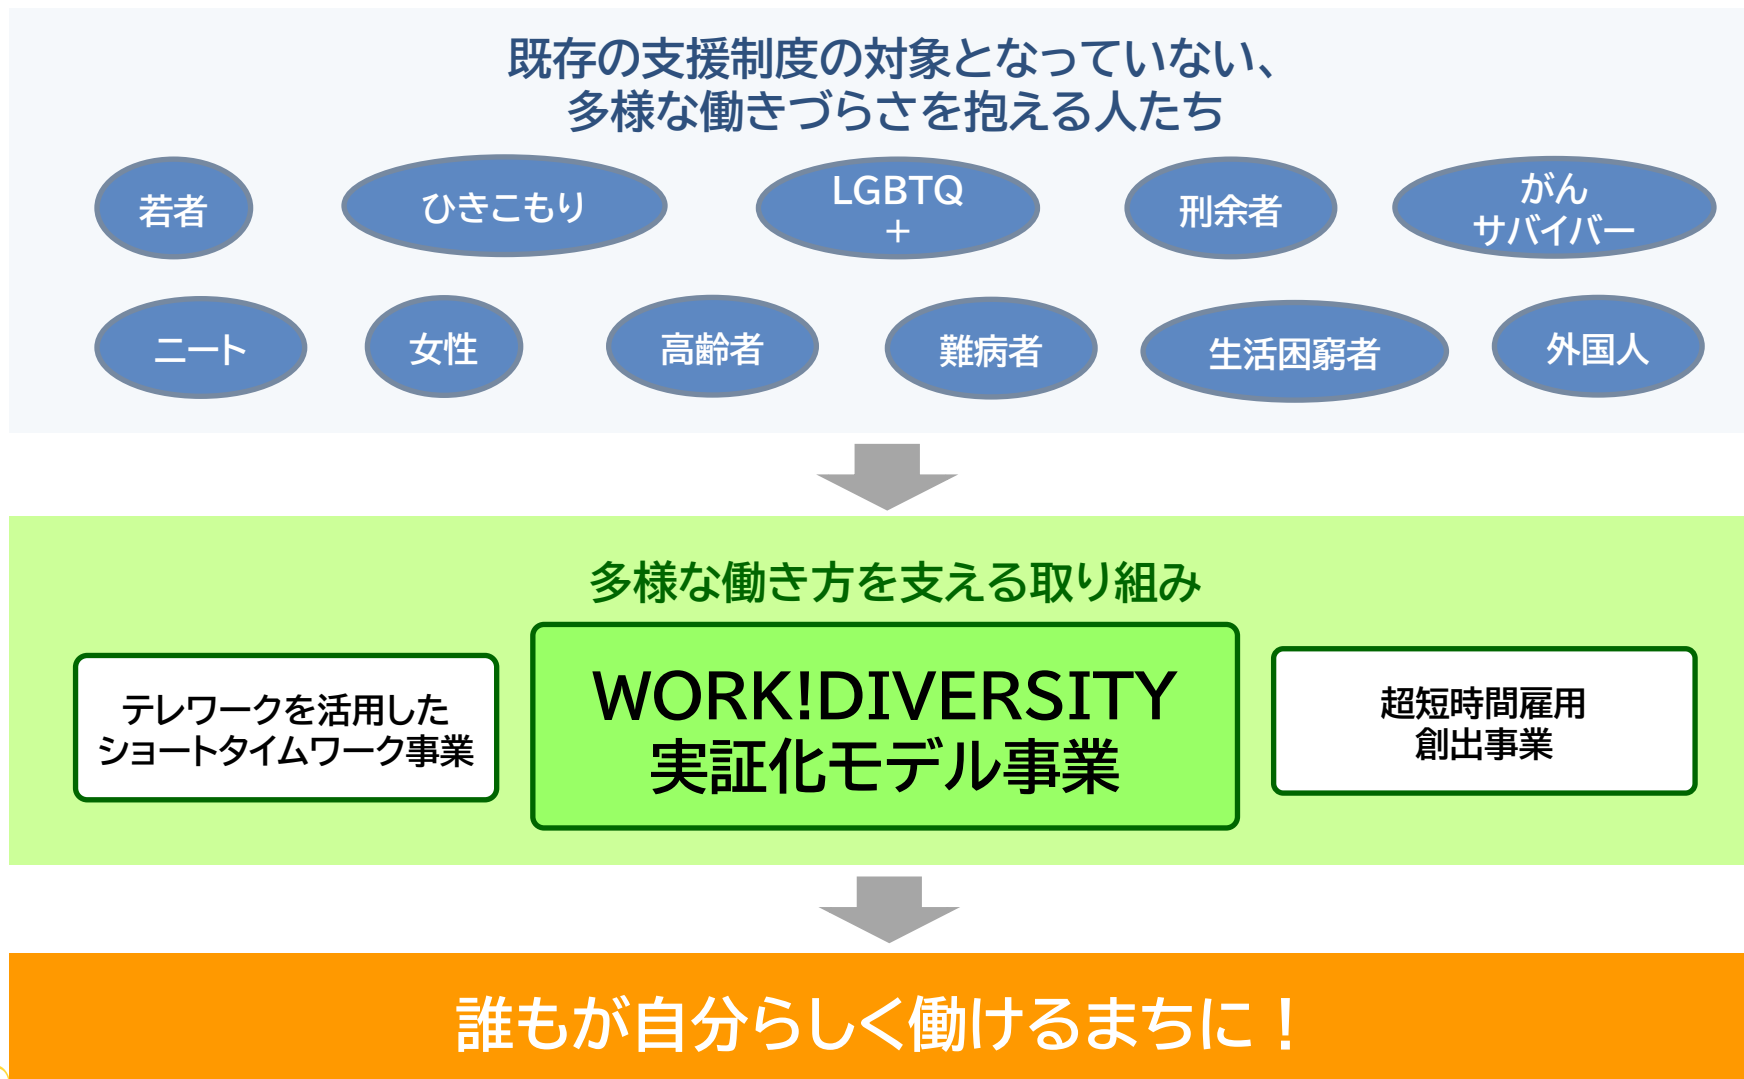 既存の支援制度の対象となっていない、
多様な働きづらさを抱える人たち
若者
ひきこもり
LGBTQ
+
刑余者
がん
サバイバー
ニート
女性
高齢者
難病者
生活困窮者
外国人
多様な働き方を支える取り組み
テレワークを活用した
ショートタイムワーク事業
WORK!DIVERSITY
実証化モデル事業
超短時間雇用
創出事業
誰もが自分らしく働けるまちに！